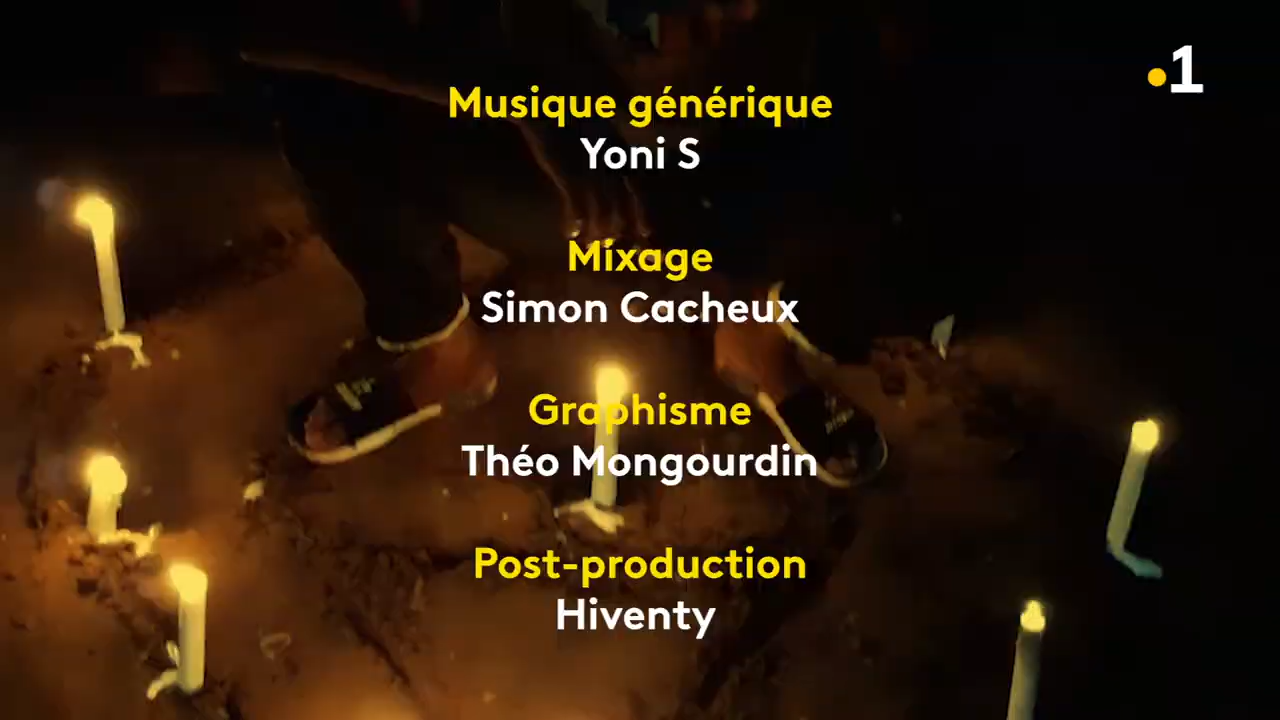 1
Musique générique
Yoni S
Mixage
Simon Cacheux
Graphisme
Théo Mongourdin
Post-production
Hiventy